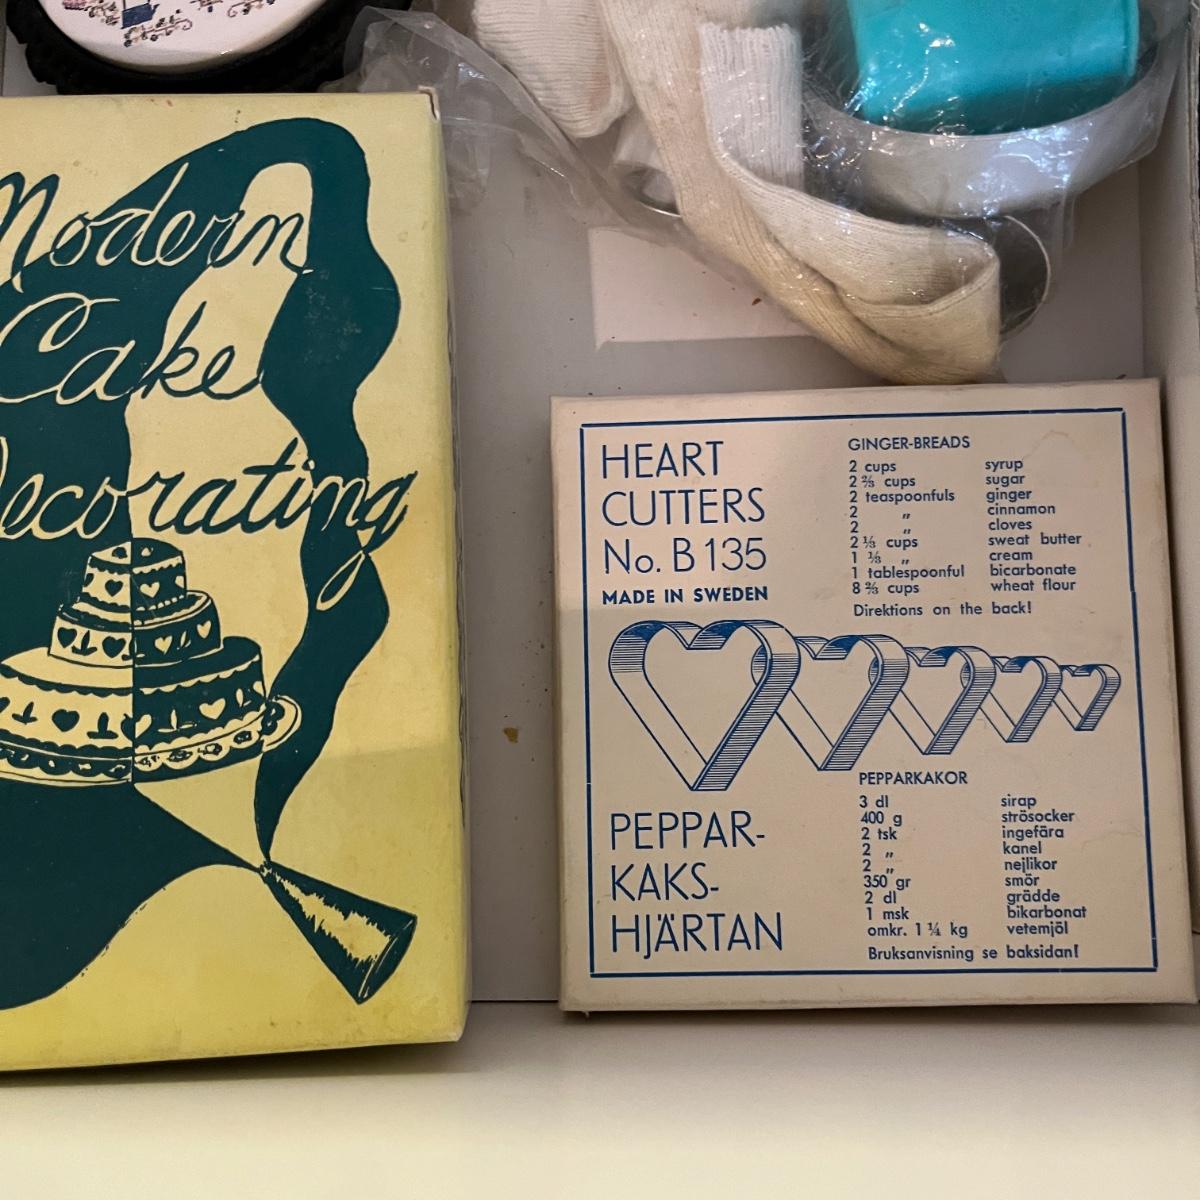 Modern
Cake
Decorating
HEART
CUTTERS
No. B 135
MADE IN SWEDEN
GINGER-BREADS
2 cups syrup
2 ⅔ cups sugar
2 teaspoonfuls ginger
2 „ cinnamon
2 „ cloves
2 ⅓ cups sweat butter
1 ⅓ „ cream
1 tablespoonful bicarbonate
8 ⅔ cups wheat flour
Direktions on the back!
PEPPAR-
KAKS-
HJÄRTAN
PEPPARKAKOR
3 dl sirap
400 g strösocker
2 tsk ingefära
2 „ kanel
2 „ nejlikor
350 gr smör
2 dl grädde
1 msk bikarbonat
omkr. 1 ¼ kg vetemjöl
Bruksanvisning se baksidan!